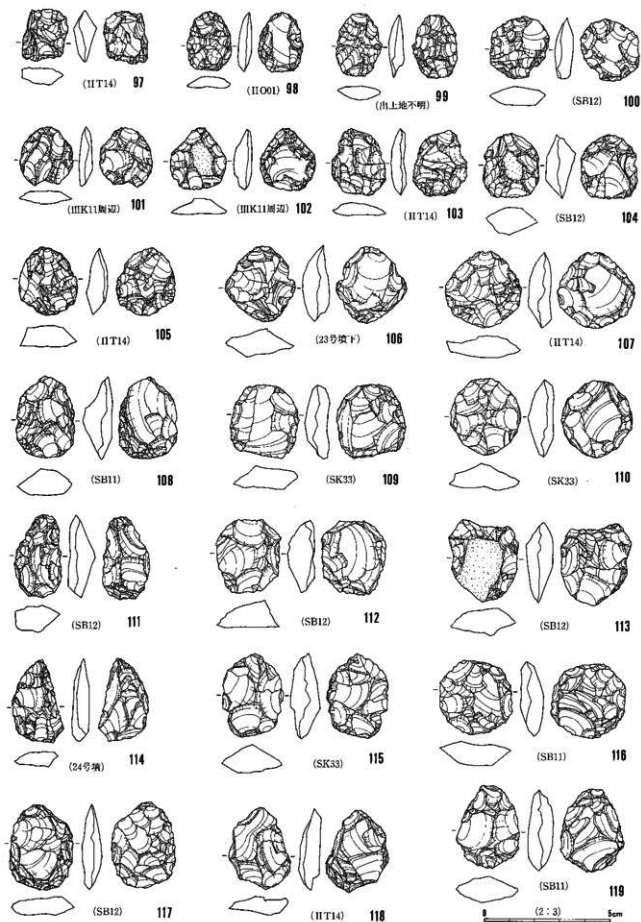 (IIT14) 97
(IIO01) 98
(出土地不明) 99
(SB12) 100
(IIIK11周辺) 101
(IIIK11周辺) 102
(IIT14) 103
(SB12) 104
(IIT14) 105
(23号墳下) 106
(IIT14) 107
(SB11) 108
(SK33) 109
(SK33) 110
(SB12) 111
(SB12) 112
(SB12) 113
(24号墳) 114
(SK33) 115
(SB11) 116
(SB12) 117
(IIT14) 118
(SB11) 119
0 (2:3) 5cm